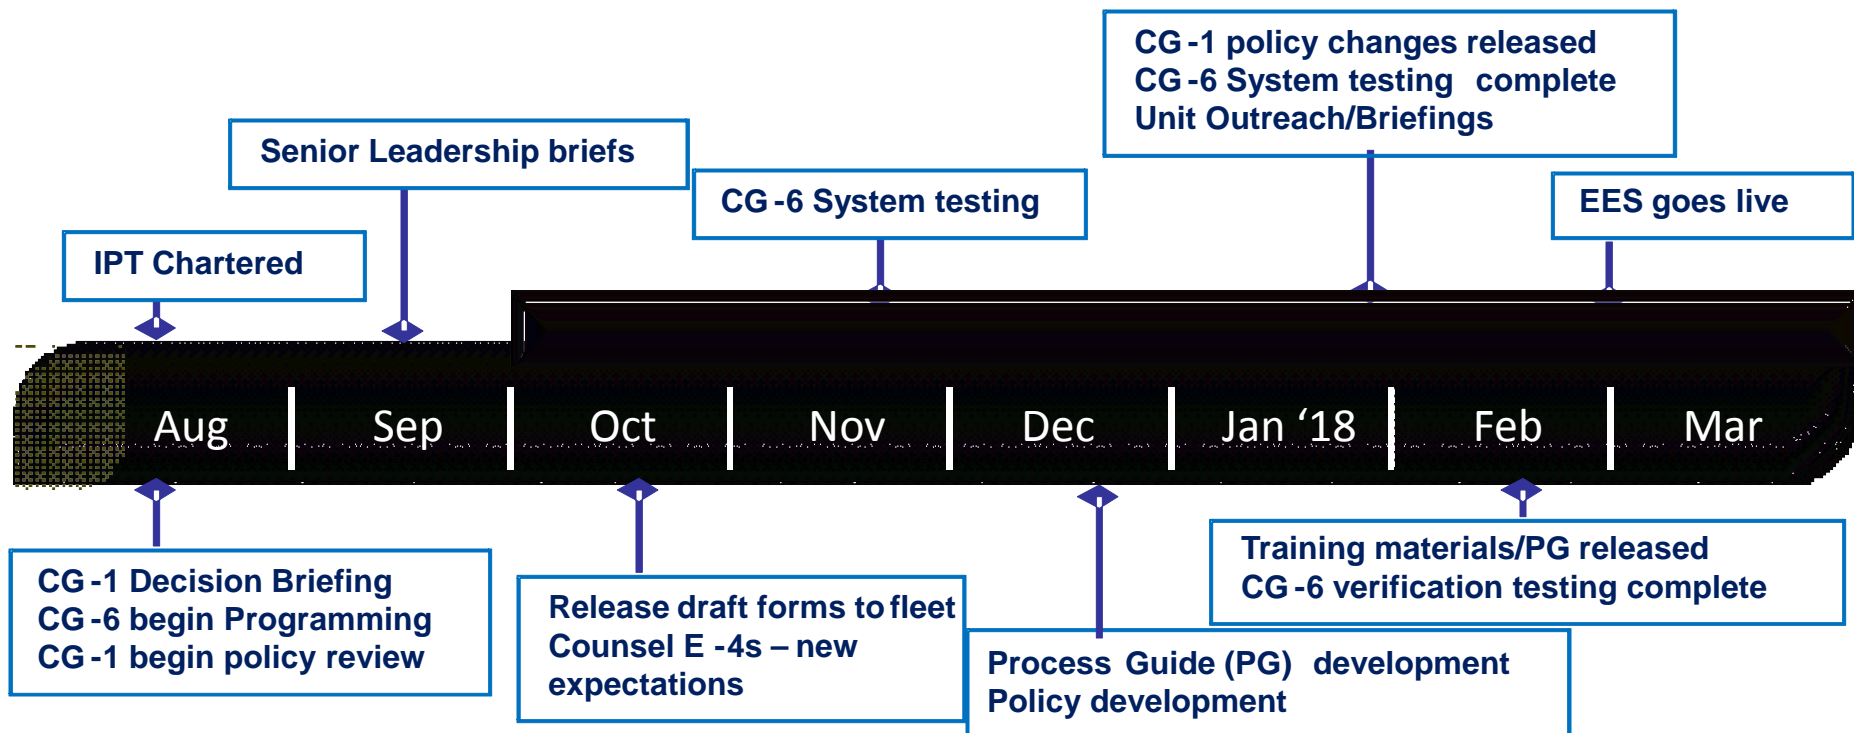 CG-1 policy changes released
CG-6 System testing complete
Unit Outreach/Briefings
Senior Leadership briefs
CG-6 System testing
EES goes live
IPT Chartered
Aug Sep Oct Nov Dec Jan ‘18 Feb Mar
CG-1 Decision Briefing
CG-6 begin Programming
CG-1 begin policy review
Release draft forms to fleet
Counsel E-4s – new
expectations
Process Guide (PG) development
Policy development
Training materials/PG released
CG-6 verification testing complete